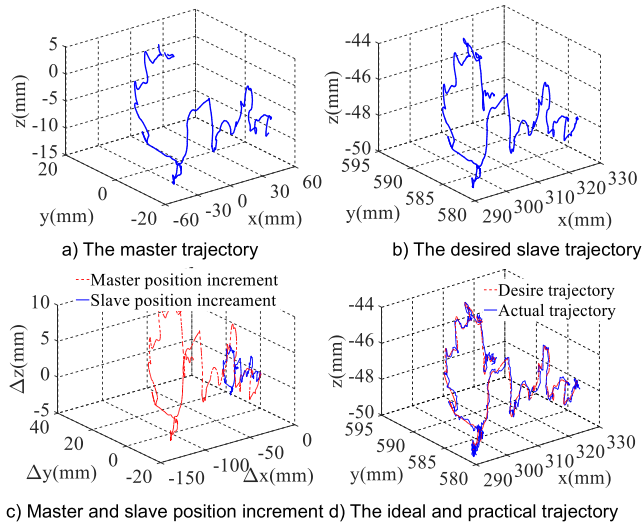 5
0
-5
-10
-15
z(mm)
20
0
-20
y(mm)
-60
-30
0
30
60
x(mm)
a) The master trajectory
-44
-46
-48
-50
z(mm)
595
590
585
580
y(mm)
290
300
310
320
330
x(mm)
b) The desired slave trajectory
Master position increment
Slave position increament
10
5
0
-5
Δz(mm)
40
20
0
-20
Δy(mm)
-150
-100
-50
0
Δx(mm)
c) Master and slave position increment
Desire trajectory
Actual trajectory
-44
-46
-48
-50
z(mm)
595
590
585
580
y(mm)
290
300
310
320
330
x(mm)
d) The ideal and practical trajectory